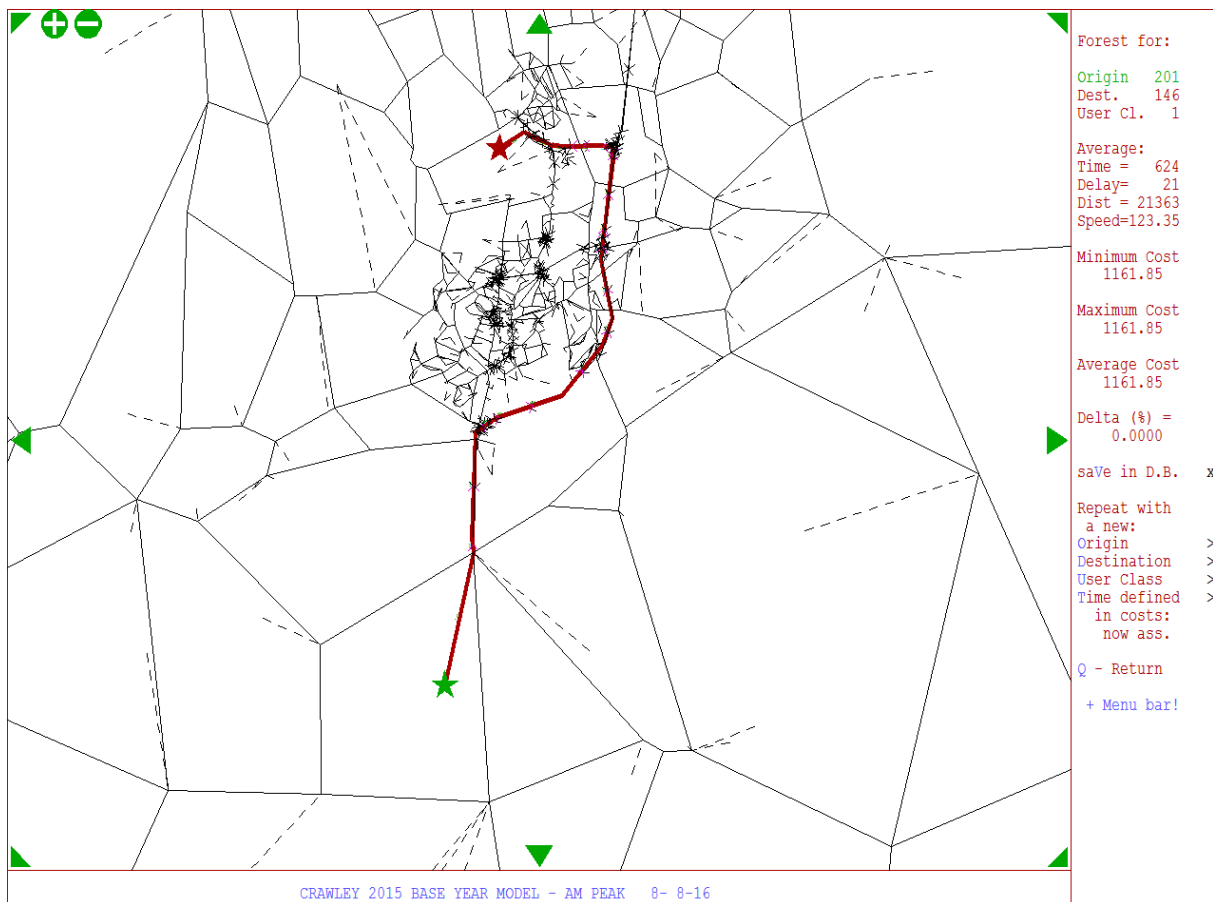 Forest for:
Origin 201
Dest. 146
User Cl. 1
Average:
Time = 624
Delay= 21
Dist = 21363
Speed=123.35
Minimum Cost
1161.85
Maximum Cost
1161.85
Average Cost
1161.85
Delta (%) =
0.0000
saVe in D.B. x
Repeat with
a new:
Origin >
Destination >
User Class >
Time defined >
in costs:
now ass.
Q - Return
+ Menu bar!
CRAWLEY 2015 BASE YEAR MODEL - AM PEAK 8- 8-16